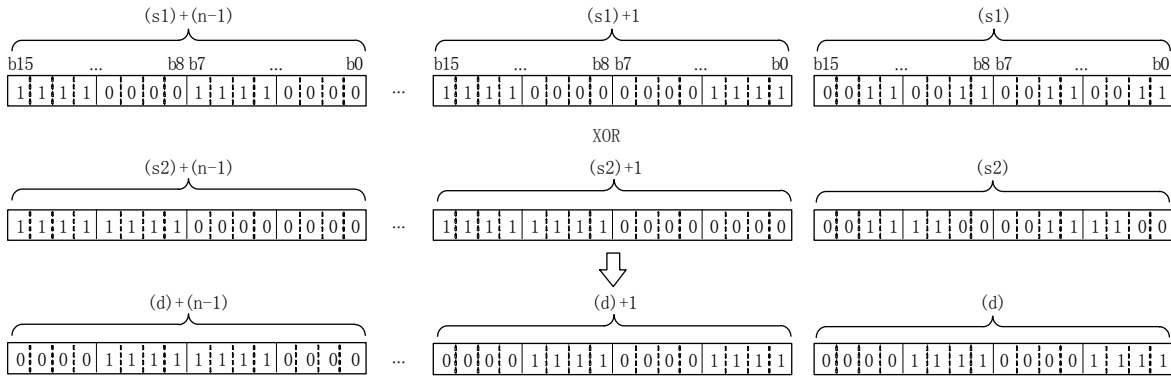 (s1)+(n-1) (s1)+1 (s1)
b15 ... b8 b7 ... b0 b15 ... b8 b7 ... b0 b15 ... b8 b7 ... b0
1 1 1 1 0 0 0 0 1 1 1 1 0 0 0 0 ... 1 1 1 1 0 0 0 0 0 0 0 0 1 1 1 1 0 0 1 1 0 0 1 1 0 0 1 1 0 0 1 1
XOR
(s2)+(n-1) (s2)+1 (s2)
1 1 1 1 1 1 1 1 0 0 0 0 0 0 0 0 ... 1 1 1 1 1 1 1 1 0 0 0 0 0 0 0 0 0 0 1 1 1 1 0 0 0 0 1 1 1 1 0 0
(d)+(n-1) (d)+1 (d)
0 0 0 0 1 1 1 1 1 1 1 1 0 0 0 0 ... 0 0 0 0 1 1 1 1 0 0 0 0 1 1 1 1 0 0 0 0 1 1 1 1 0 0 0 0 1 1 1 1